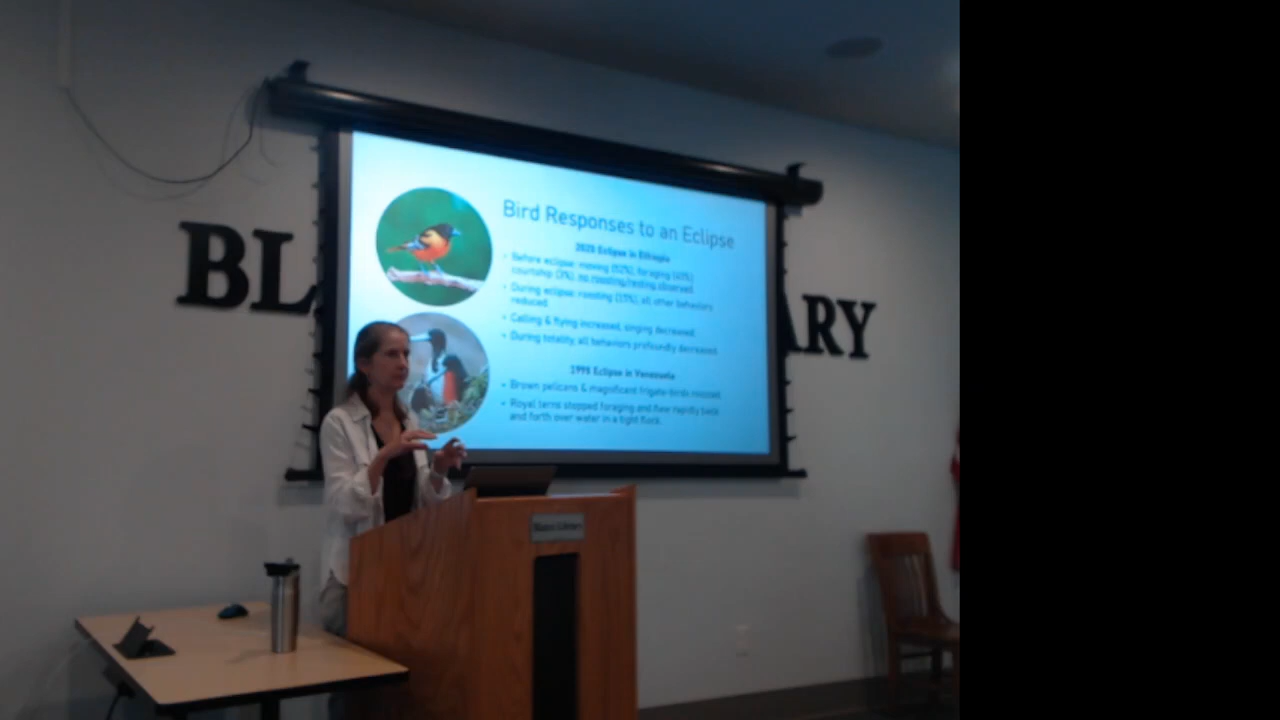 Bird Responses to an Eclipse
2020 Eclipse in Ethiopia
Before eclipse: moving (52%), foraging (40%)
courtship (3%), no roosting/resting observed
During eclipse: roosting (13%), all other behaviors
reduced.
Calling & flying increased, singing decreased.
During totality, all behaviors profoundly decreased.
BL
ARY
1998 Eclipse in Venezuela
Brown pelicans & magnificent frigate-birds roosted.
Royal terns stopped foraging and flew rapidly back
and forth over water in a tight flock.
Library